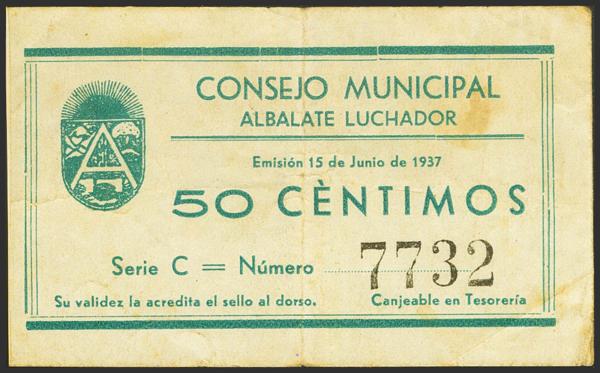 CONSEJO MUNICIPAL
ALBALATE LUCHADOR
Emisión 15 de Junio de 1937
50 CÈNTIMOS
Serie C = Número 7732
Su validez la acredita el sello al dorso. Canjeable en Tesorería
A